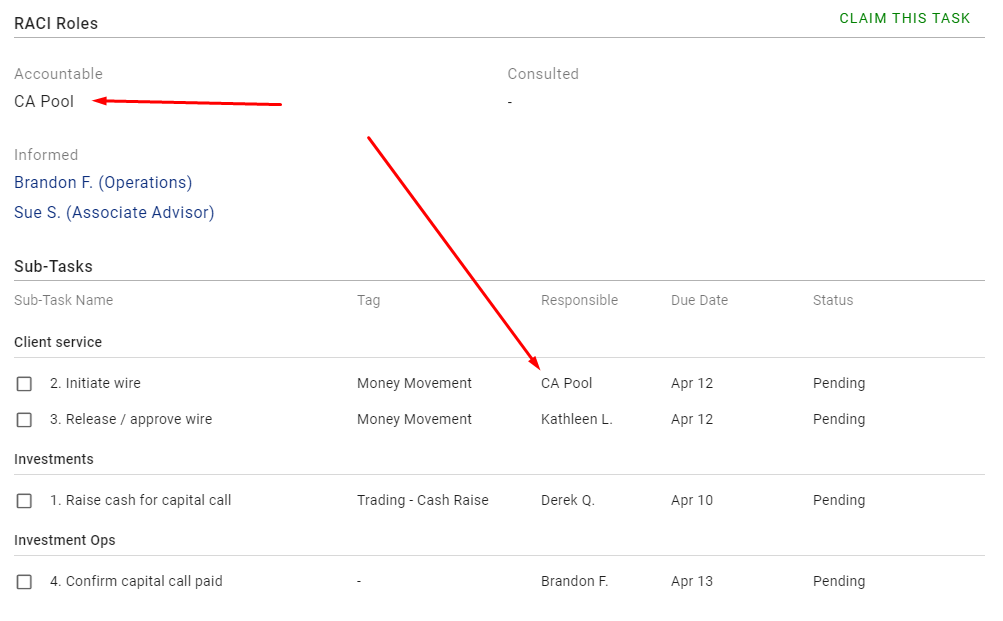 RACI Roles
CLAIM THIS TASK
Accountable
Consulted
CA Pool
-
Informed
Brandon F. (Operations)
Sue S. (Associate Advisor)
Sub-Tasks
Sub-Task Name Tag Responsible Due Date Status
Client service
2. Initiate wire Money Movement CA Pool Apr 12 Pending
3. Release / approve wire Money Movement Kathleen L. Apr 12 Pending
Investments
1. Raise cash for capital call Trading - Cash Raise Derek Q. Apr 10 Pending
Investment Ops
4. Confirm capital call paid - Brandon F. Apr 13 Pending